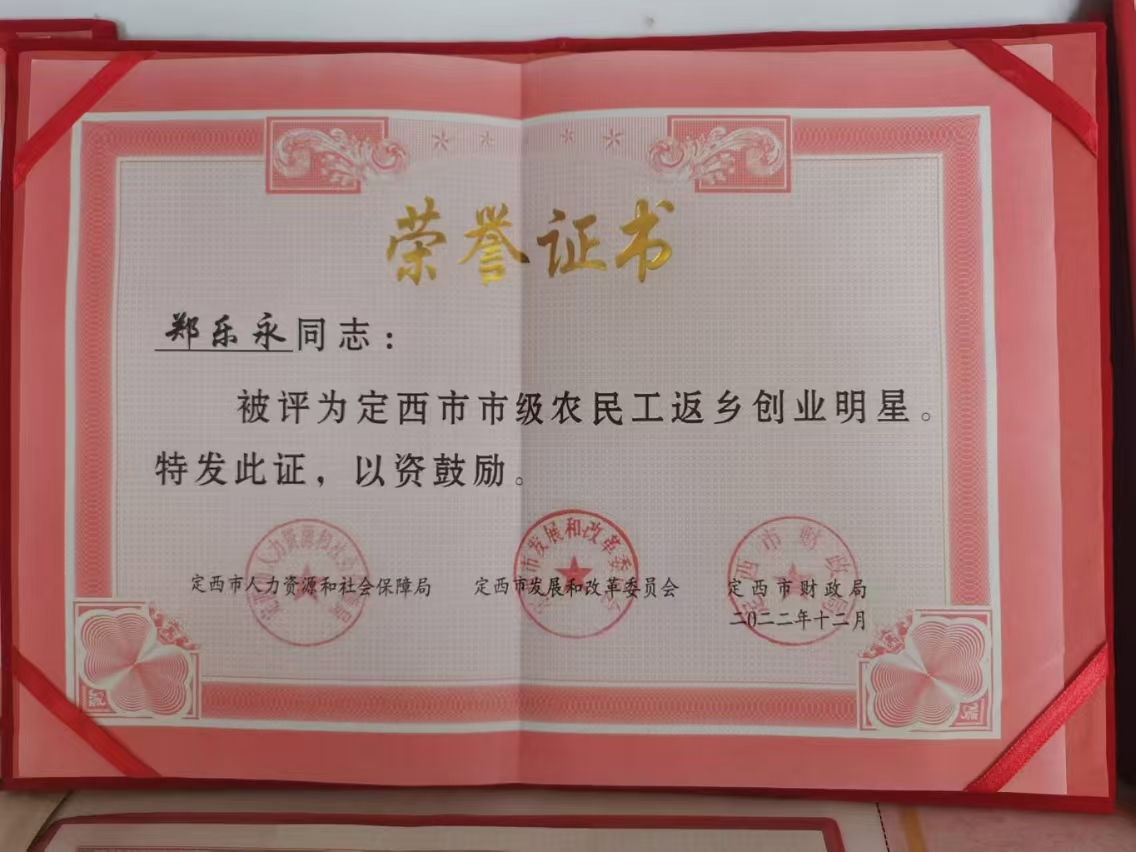 荣誉证书
郑乐永同志：
被评为定西市市级农民工返乡创业明星。
特发此证，以资鼓励。
定西市人力资源和社会保障局 定西市发展和改革委员会 定西市财政局
二〇二二年十二月